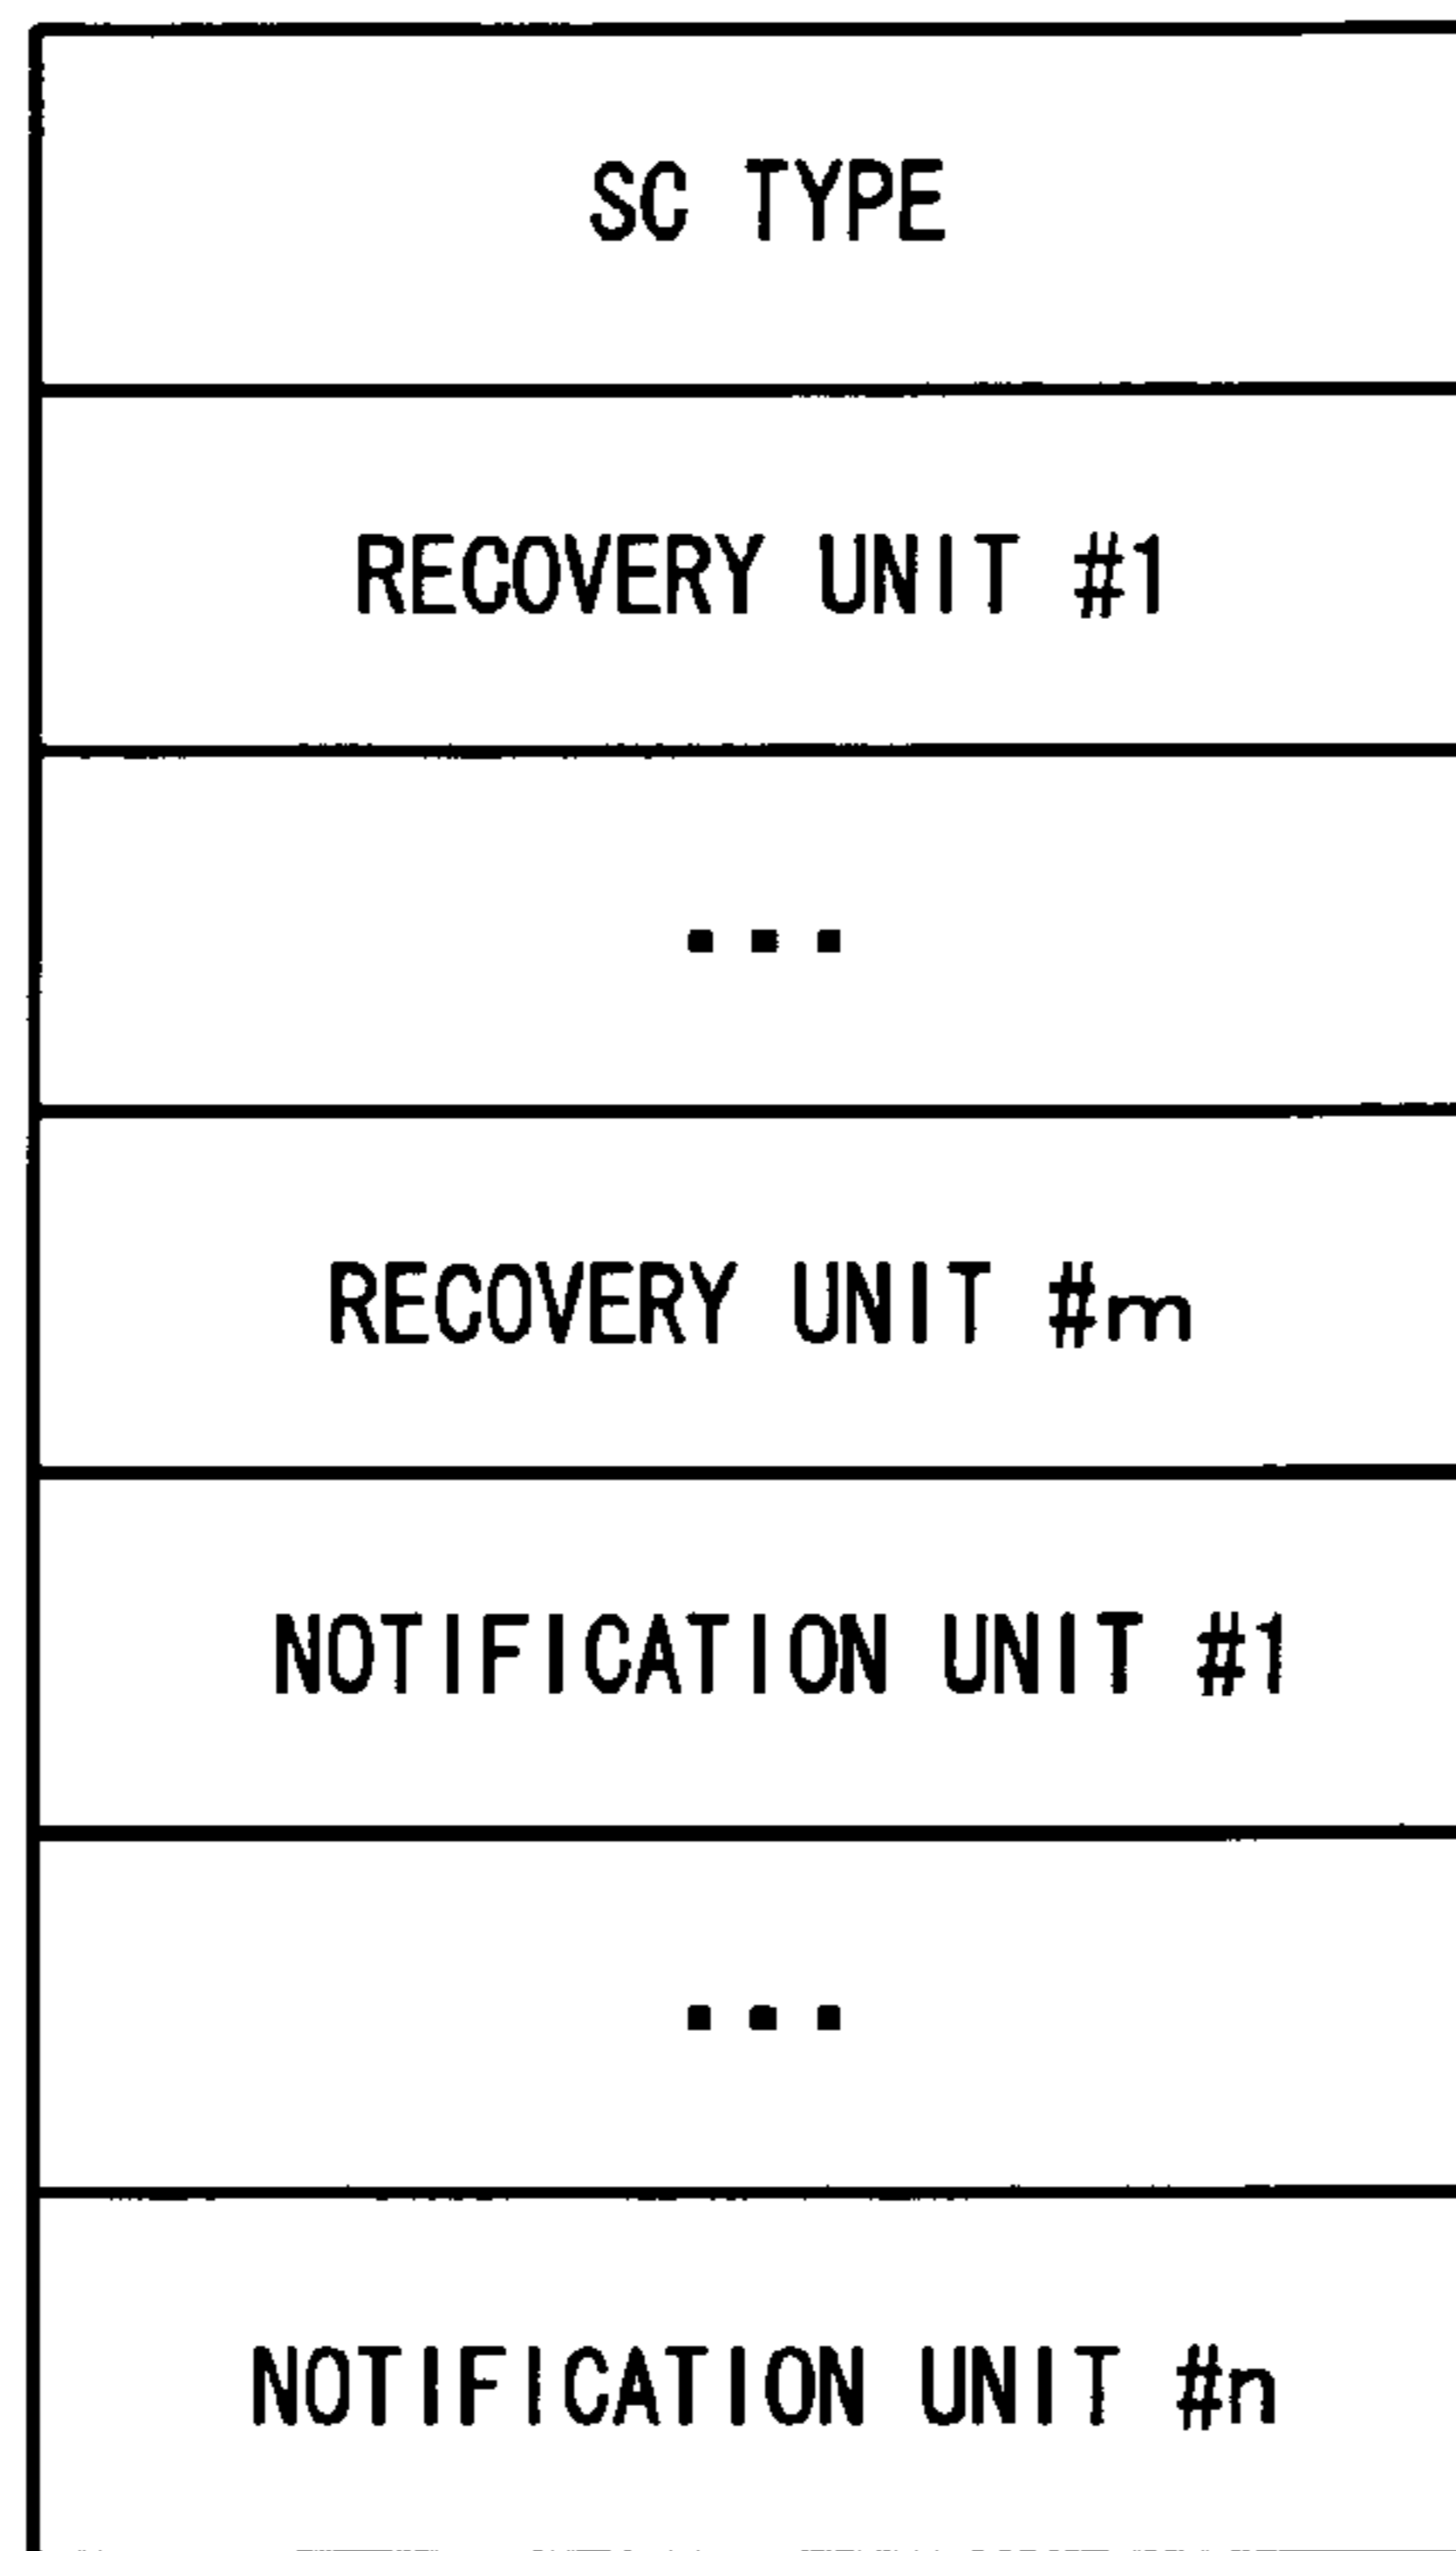 SC TYPE
RECOVERY UNIT #1
...
RECOVERY UNIT #m
NOTIFICATION UNIT #1
...
NOTIFICATION UNIT #n